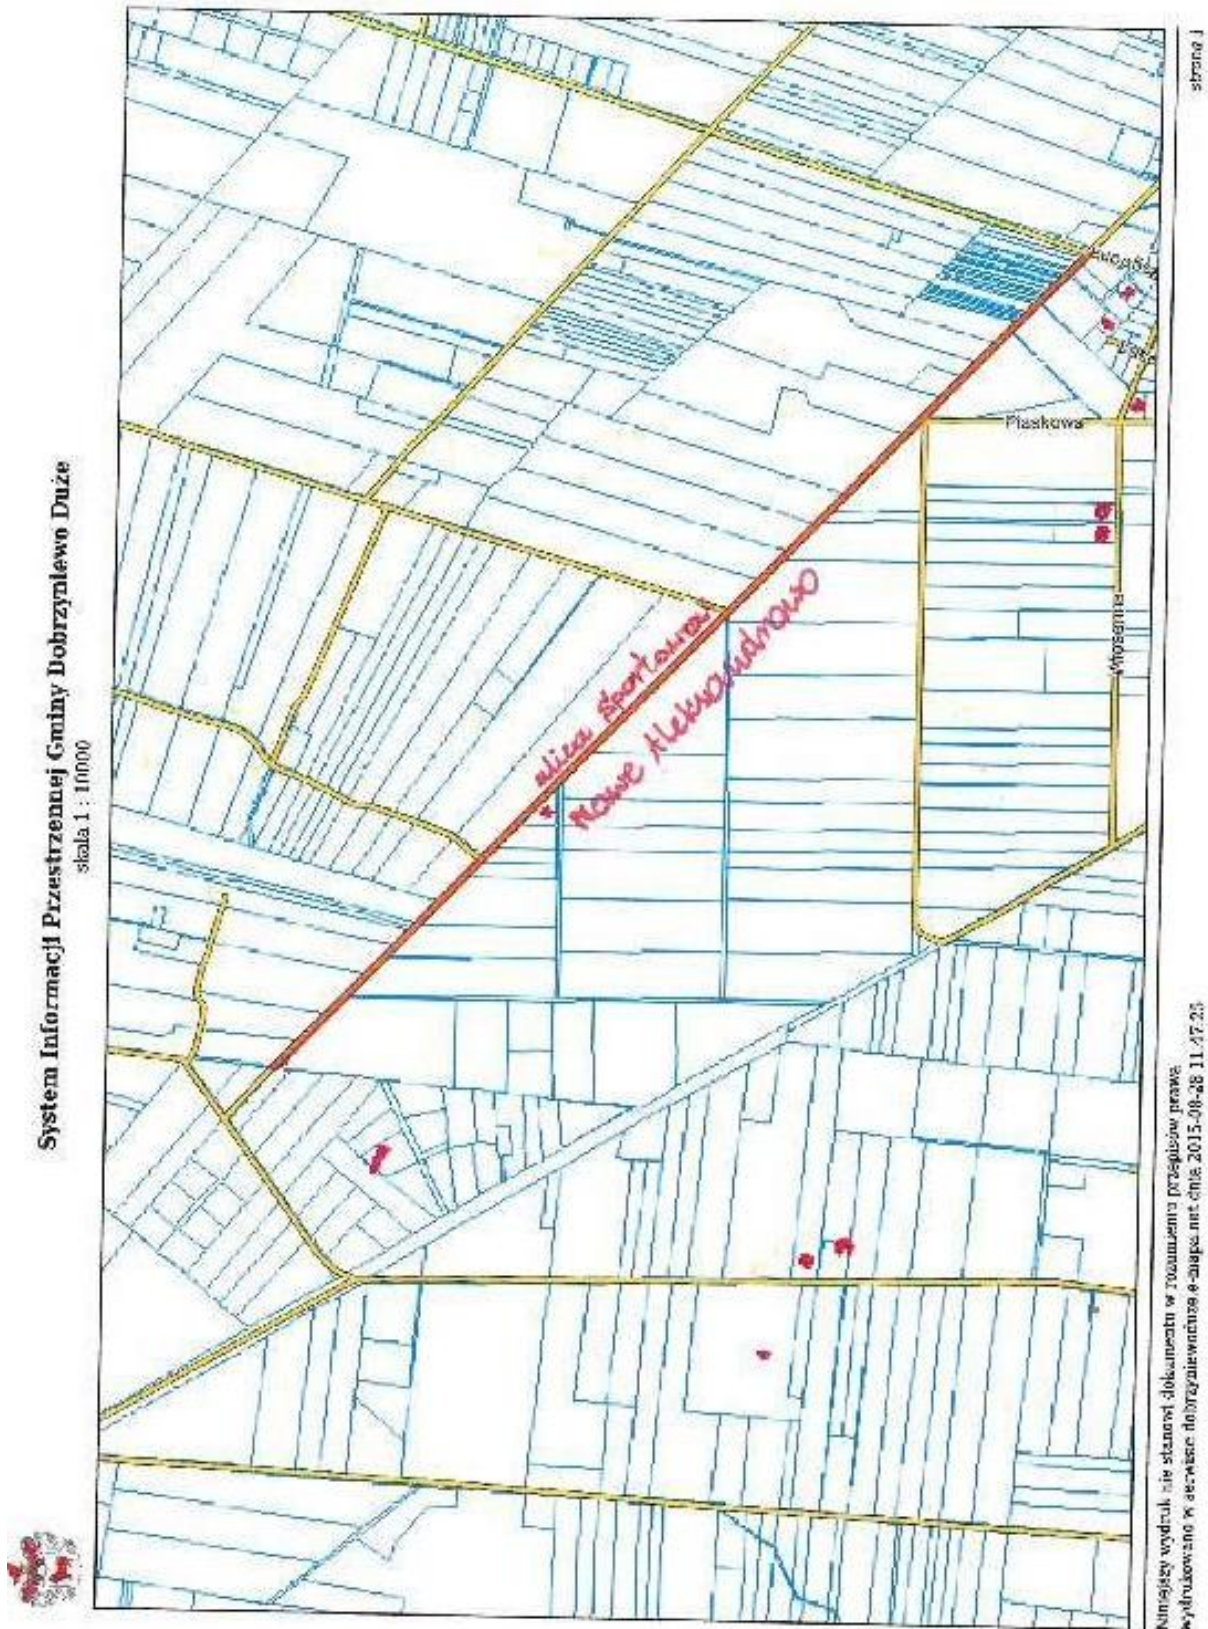 System Informacji Przestrzennej Gminy Dobrzyniewo Duże
skala 1 : 10000
ulica Sportowa
Nowe Aleksandrowo
Piaskowa
Wiosenna
Niniejszy wydruk nie stanowi dokumentu w rozumieniu przepisów prawa
wydrukowano w serwisie dobrzyniewoduze.e-mapa.net dnia 2015-08-28 11:47:25
strona 1